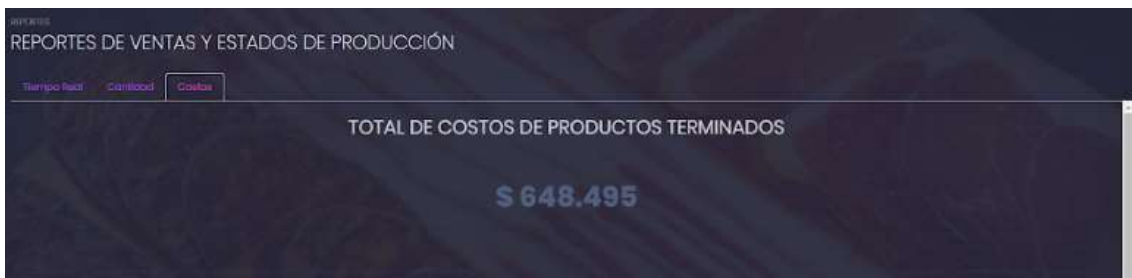 REPORTES
REPORTES DE VENTAS Y ESTADOS DE PRODUCCIÓN
Tiempo Real Cantidad Costos
TOTAL DE COSTOS DE PRODUCTOS TERMINADOS
$ 648.495